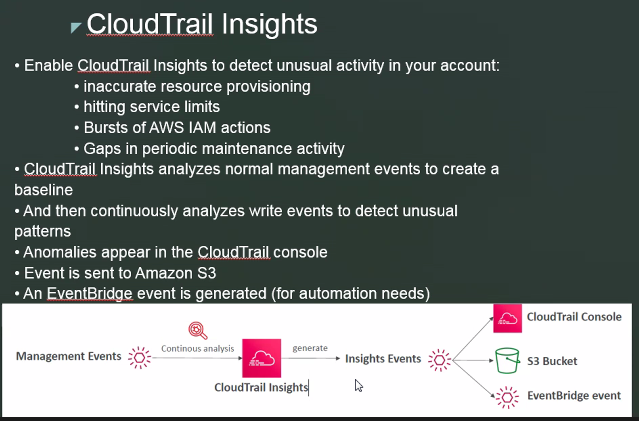 CloudTrail Insights
• Enable CloudTrail Insights to detect unusual activity in your account:
• inaccurate resource provisioning
• hitting service limits
• Bursts of AWS IAM actions
• Gaps in periodic maintenance activity
• CloudTrail Insights analyzes normal management events to create a
baseline
• And then continuously analyzes write events to detect unusual
patterns
• Anomalies appear in the CloudTrail console
• Event is sent to Amazon S3
• An EventBridge event is generated (for automation needs)
Management Events
Continous analysis
CloudTrail Insights
generate
Insights Events
CloudTrail Console
S3 Bucket
EventBridge event